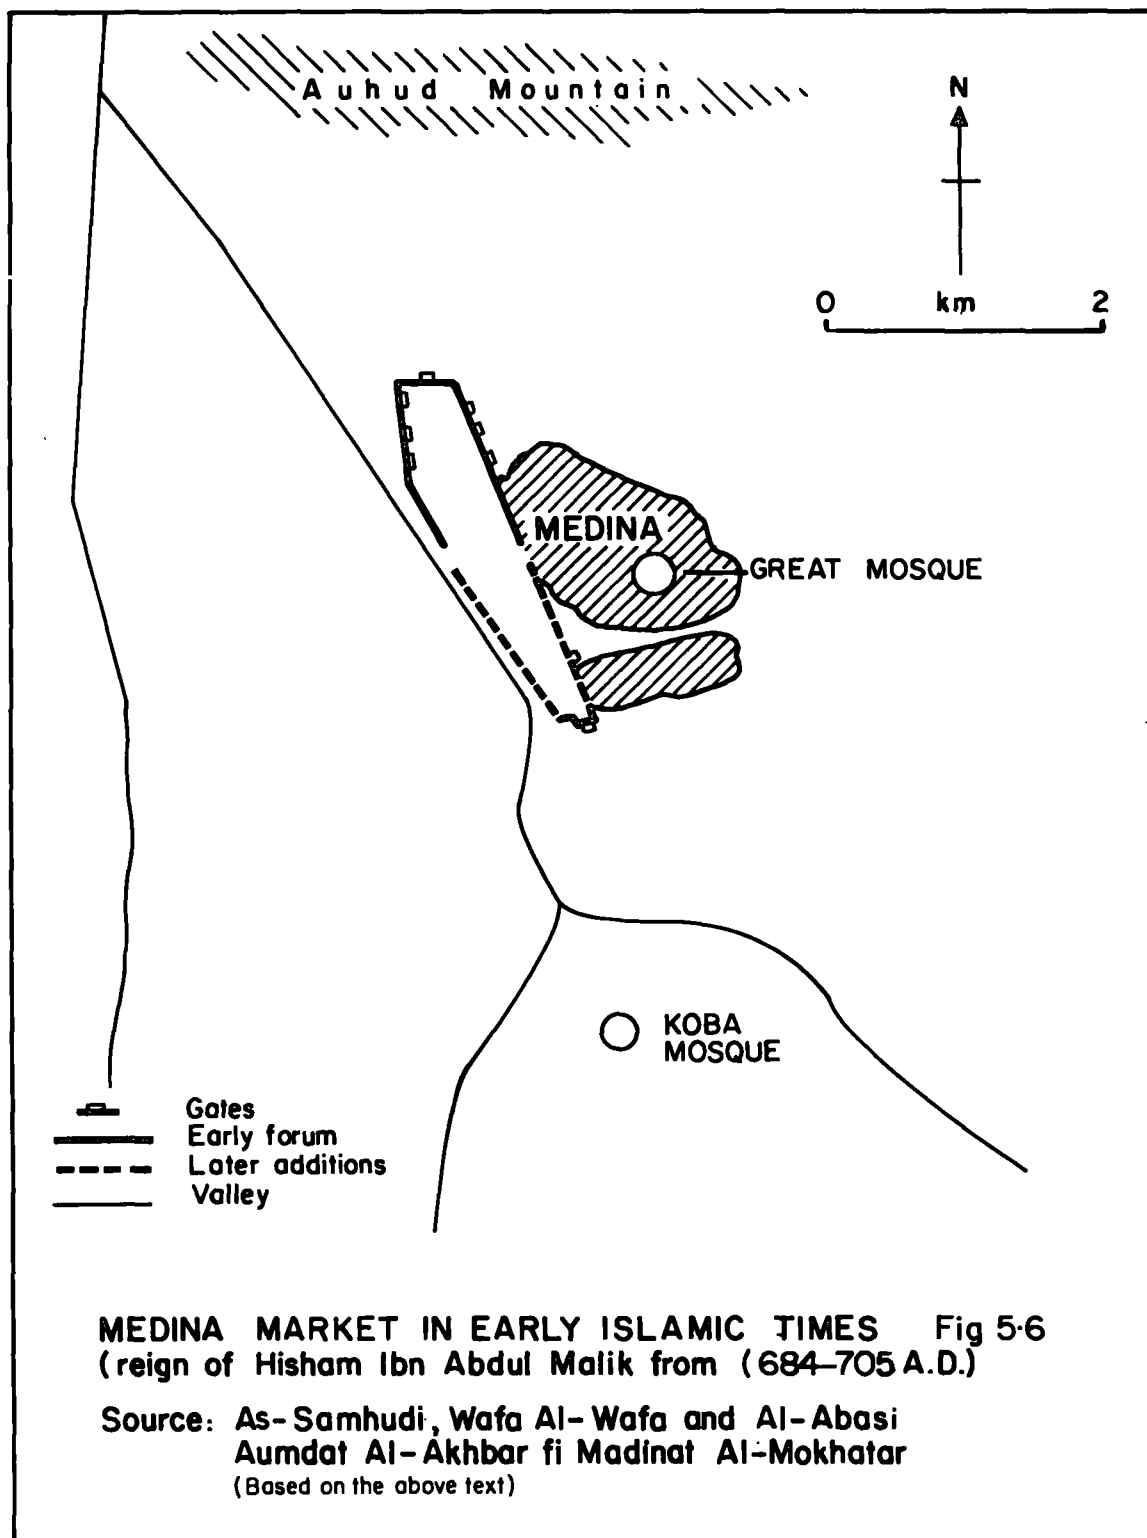 Auhud Mountain
N
0 km 2
MEDINA
GREAT MOSQUE
KOBA
MOSQUE
Gates
Early forum
Later additions
Valley
MEDINA MARKET IN EARLY ISLAMIC TIMES Fig 5·6
(reign of Hisham Ibn Abdul Malik from (684–705 A.D.)
Source: As-Samhudi, Wafa Al-Wafa and Al-Abasi
Aumdat Al-Akhbar fi Madinat Al-Mokhatar
(Based on the above text)